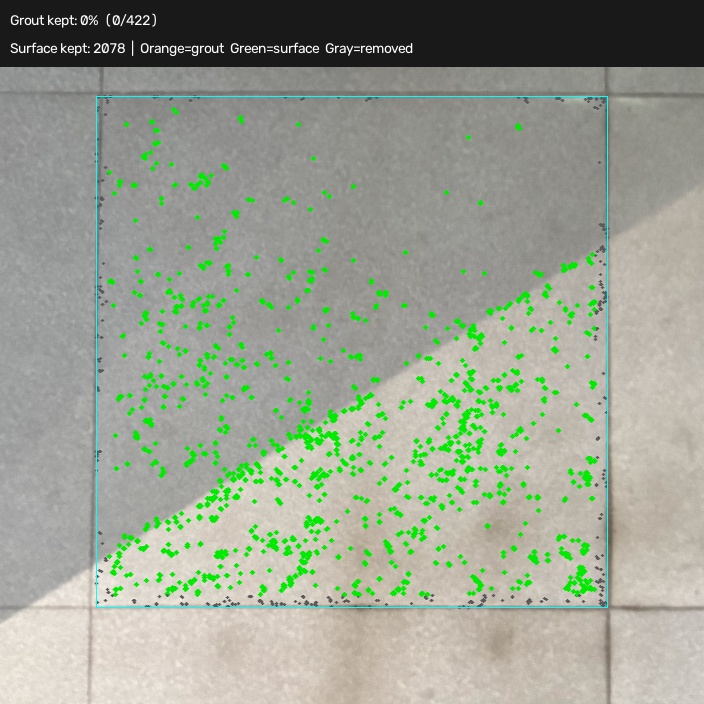 Grout kept: 0%  (0/422)
Surface kept: 2078 | Orange=grout  Green=surface  Gray=removed